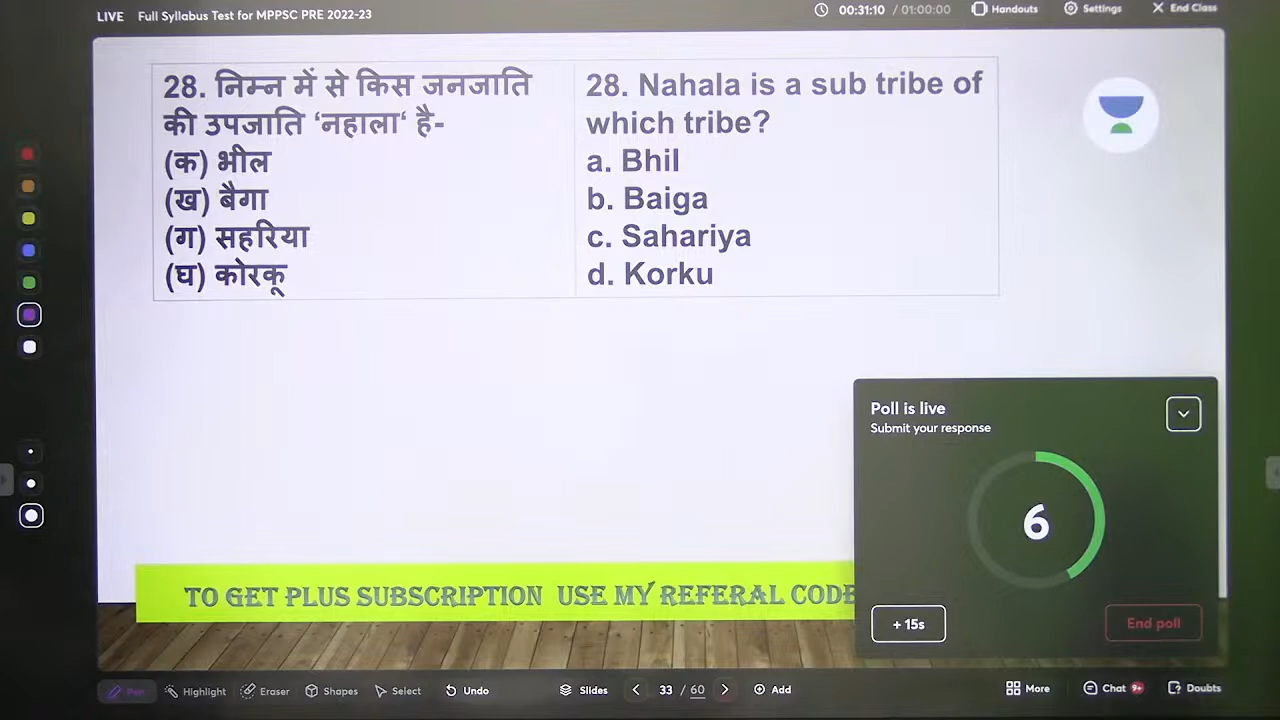 LIVE Full Syllabus Test for MPPSC PRE 2022-23
00:31:10 / 01:00:00 Handouts Settings End Class
28. निम्न में से किस जनजाति
की उपजाति ‘नहाला‘ है-
(क) भील
(ख) बैगा
(ग) सहरिया
(घ) कोरकू
28. Nahala is a sub tribe of
which tribe?
a. Bhil
b. Baiga
c. Sahariya
d. Korku
Poll is live
Submit your response
6
+ 15s End poll
TO GET PLUS SUBSCRIPTION USE MY REFERAL CODE
Pen Highlight Eraser Shapes Select Undo Slides 33 / 60 Add More Chat 9+ Doubts